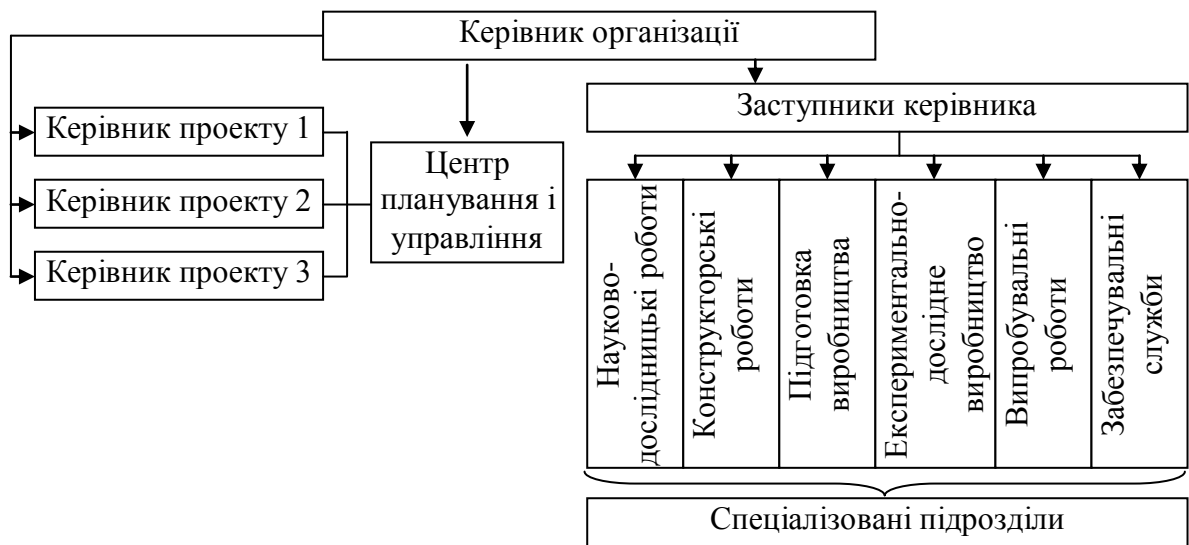 Керівник організації
Заступники керівника
Керівник проекту 1
Керівник проекту 2
Керівник проекту 3
Центр
планування і
управління
Науково-
дослідницькі роботи
Конструкторські
роботи
Підготовка
виробництва
Експериментально-
дослідне
виробництво
Випробувальні
роботи
Забезпечувальні
служби
Спеціалізовані підрозділи